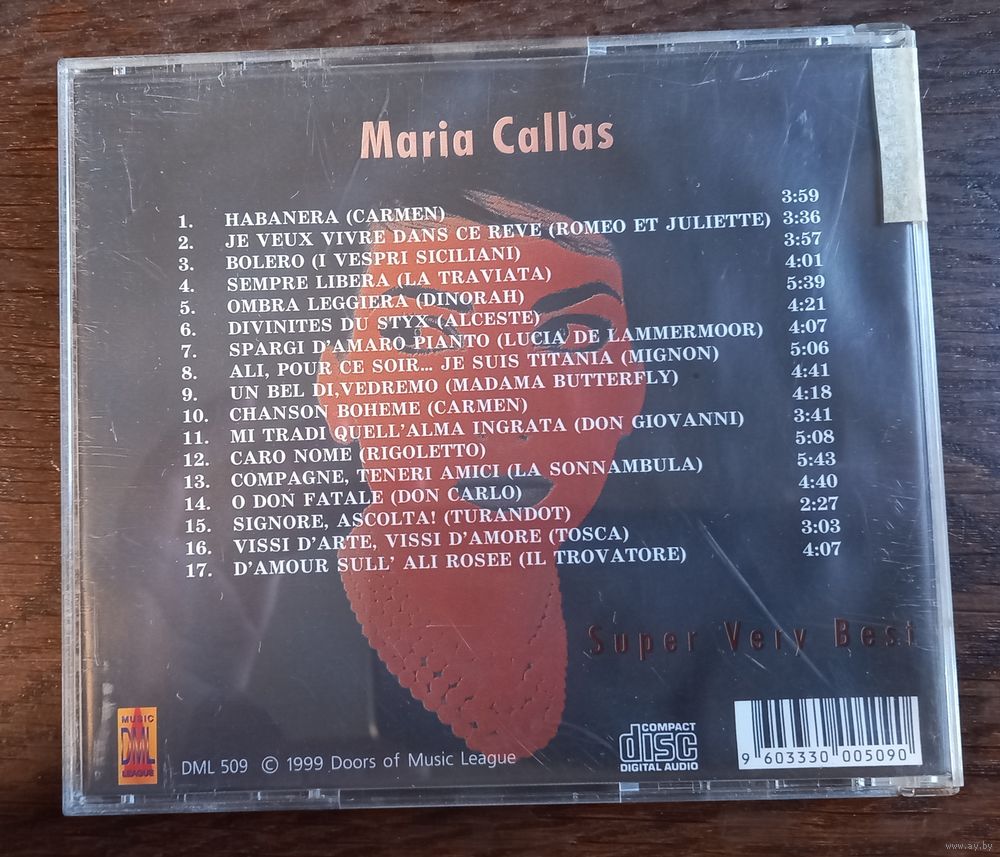 Maria Callas
1. HABANERA (CARMEN) 3:59
2. JE VEUX VIVRE DANS CE REVE (ROMEO ET JULIETTE) 3:36
3. BOLERO (I VESPRI SICILIANI) 3:57
4. SEMPRE LIBERA (LA TRAVIATA) 4:01
5. OMBRA LEGGIERA (DINORAH) 5:39
6. DIVINITES DU STYX (ALCESTE) 4:21
7. SPARGI D'AMARO PIANTO (LUCIA DE LAMMERMOOR) 4:07
8. ALI, POUR CE SOIR... JE SUIS TITANIA (MIGNON) 5:06
9. UN BEL DI,VEDREMO (MADAMA BUTTERFLY) 4:41
10. CHANSON BOHEME (CARMEN) 4:18
11. MI TRADI QUELL'ALMA INGRATA (DON GIOVANNI) 3:41
12. CARO NOME (RIGOLETTO) 5:08
13. COMPAGNE, TENERI AMICI (LA SONNAMBULA) 5:43
14. O DON FATALE (DON CARLO) 4:40
15. SIGNORE, ASCOLTA! (TURANDOT) 2:27
16. VISSI D'ARTE, VISSI D'AMORE (TOSCA) 3:03
17. D'AMOUR SULL' ALI ROSEE (IL TROVATORE) 4:07
Super Very Best
MUSIC
DML
LEAGUE
DML 509 © 1999 Doors of Music League
COMPACT
disc
DIGITAL AUDIO
9 603330 005090
www.ay.by